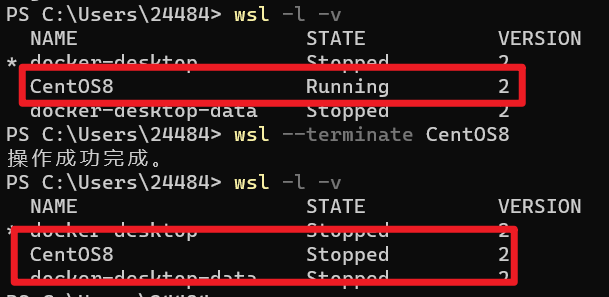 PS C:\Users\24484> wsl -l -v
NAME STATE VERSION
* docker-desktop Stopped 2
CentOS8 Running 2
docker-desktop-data Stopped 2
PS C:\Users\24484> wsl --terminate CentOS8
操作成功完成。
PS C:\Users\24484> wsl -l -v
NAME STATE VERSION
* docker-desktop Stopped 2
CentOS8 Stopped 2
docker-desktop-data Stopped 2
PS C:\Users\24484>